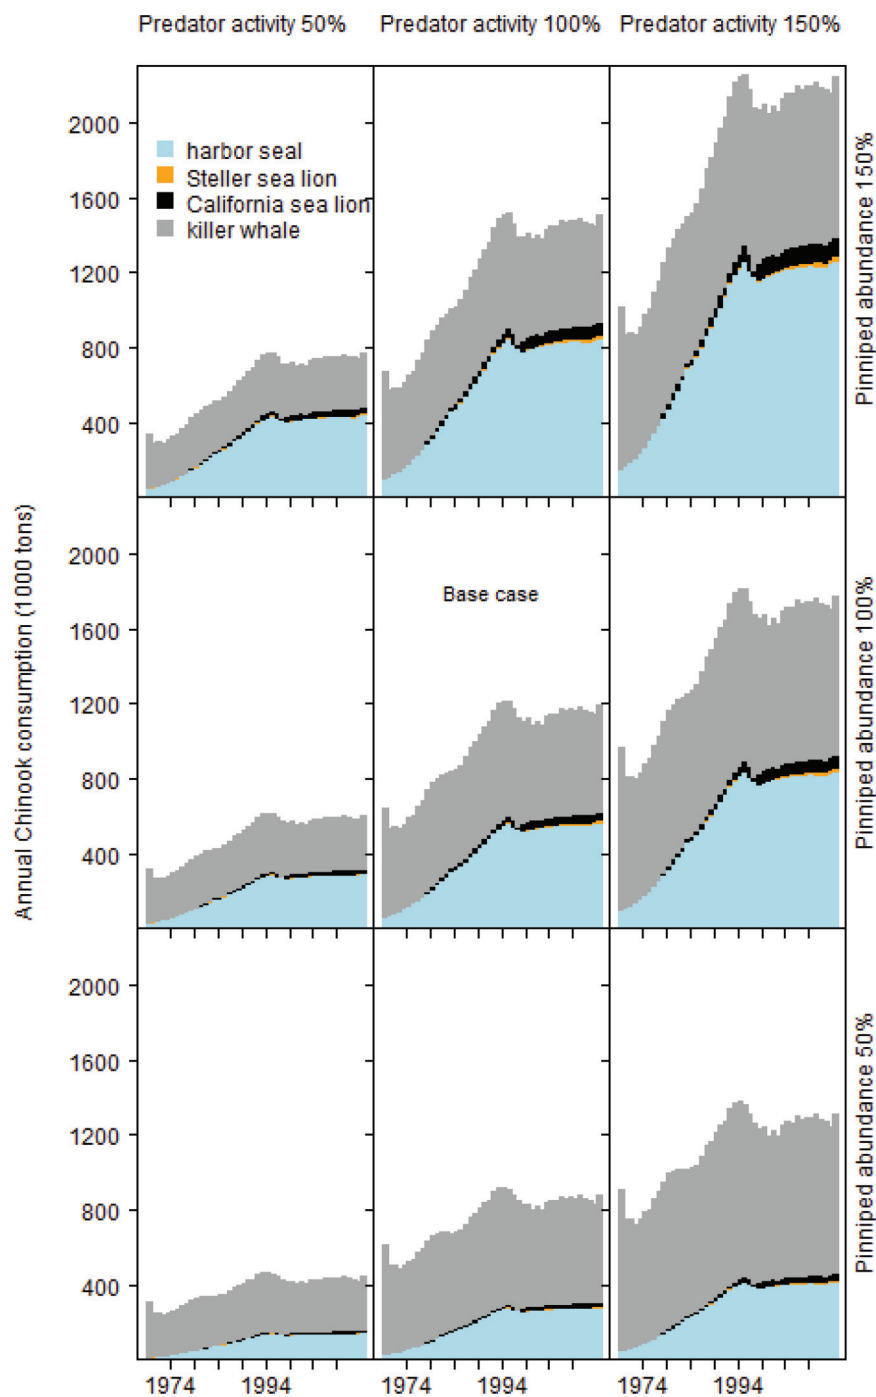 Predator activity 50% Predator activity 100% Predator activity 150%
2000
1600
1200
800
400
harbor seal
Steller sea lion
California sea lion
killer whale
Pinniped abundance 150%
Annual Chinook consumption (1000 tons)
2000
1600
1200
800
400
Base case
Pinniped abundance 100%
2000
1600
1200
800
400
Pinniped abundance 50%
1974 1994 1974 1994 1974 1994